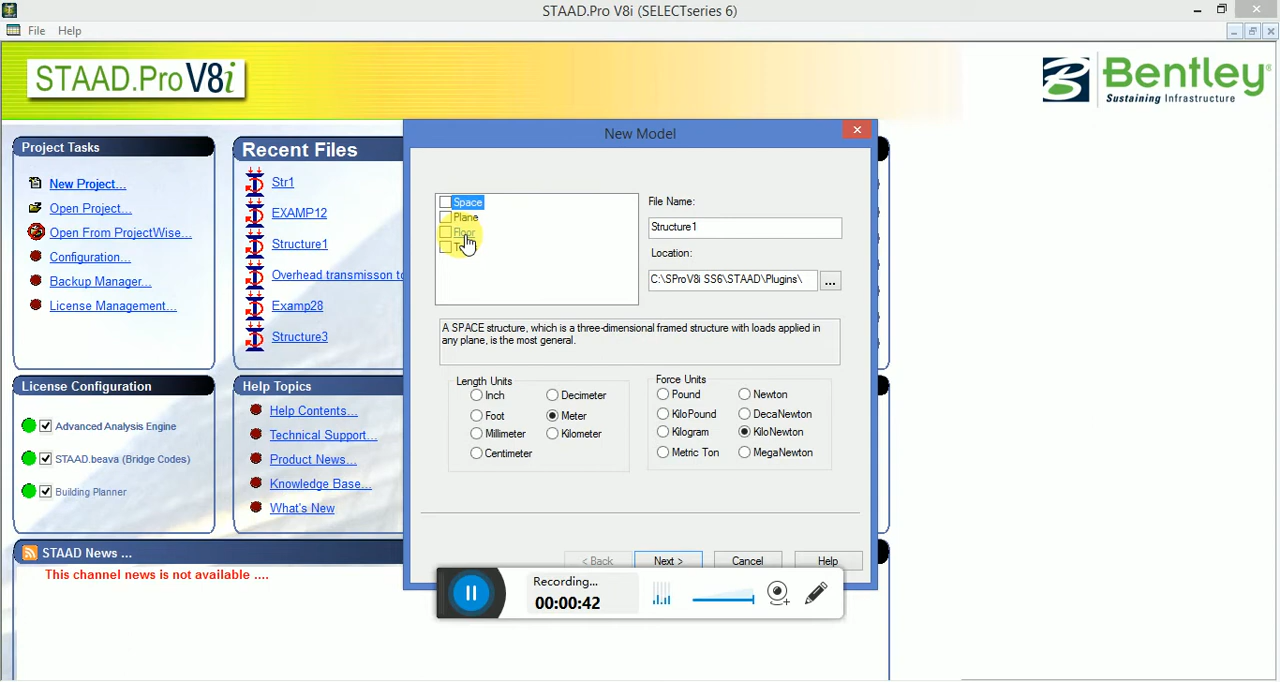 STAAD.Pro V8i (SELECTseries 6)
File Help
STAAD.Pro V8i
Bentley
Sustaining Infrastructure
Project Tasks
New Project...
Open Project...
Open From ProjectWise...
Configuration...
Backup Manager...
License Management...
Recent Files
Str1
EXAMP12
Structure1
Overhead transmisson to
Examp28
Structure3
License Configuration
Advanced Analysis Engine
STAAD.beava (Bridge Codes)
Building Planner
Help Topics
Help Contents...
Technical Support...
Product News...
Knowledge Base...
What's New
STAAD News ...
This channel news is not available ....
New Model
Space
Plane
Floor
File Name:
Structure1
Location:
C:\SProV8i SS6\STAAD\Plugins\
...
A SPACE structure, which is a three-dimensional framed structure with loads applied in
any plane, is the most general.
Length Units
Inch
Decimeter
Foot
Meter
Millimeter
Kilometer
Centimeter
Force Units
Pound
Newton
KiloPound
DecaNewton
Kilogram
KiloNewton
Metric Ton
MegaNewton
< Back
Next >
Cancel
Help
Recording...
00:00:42